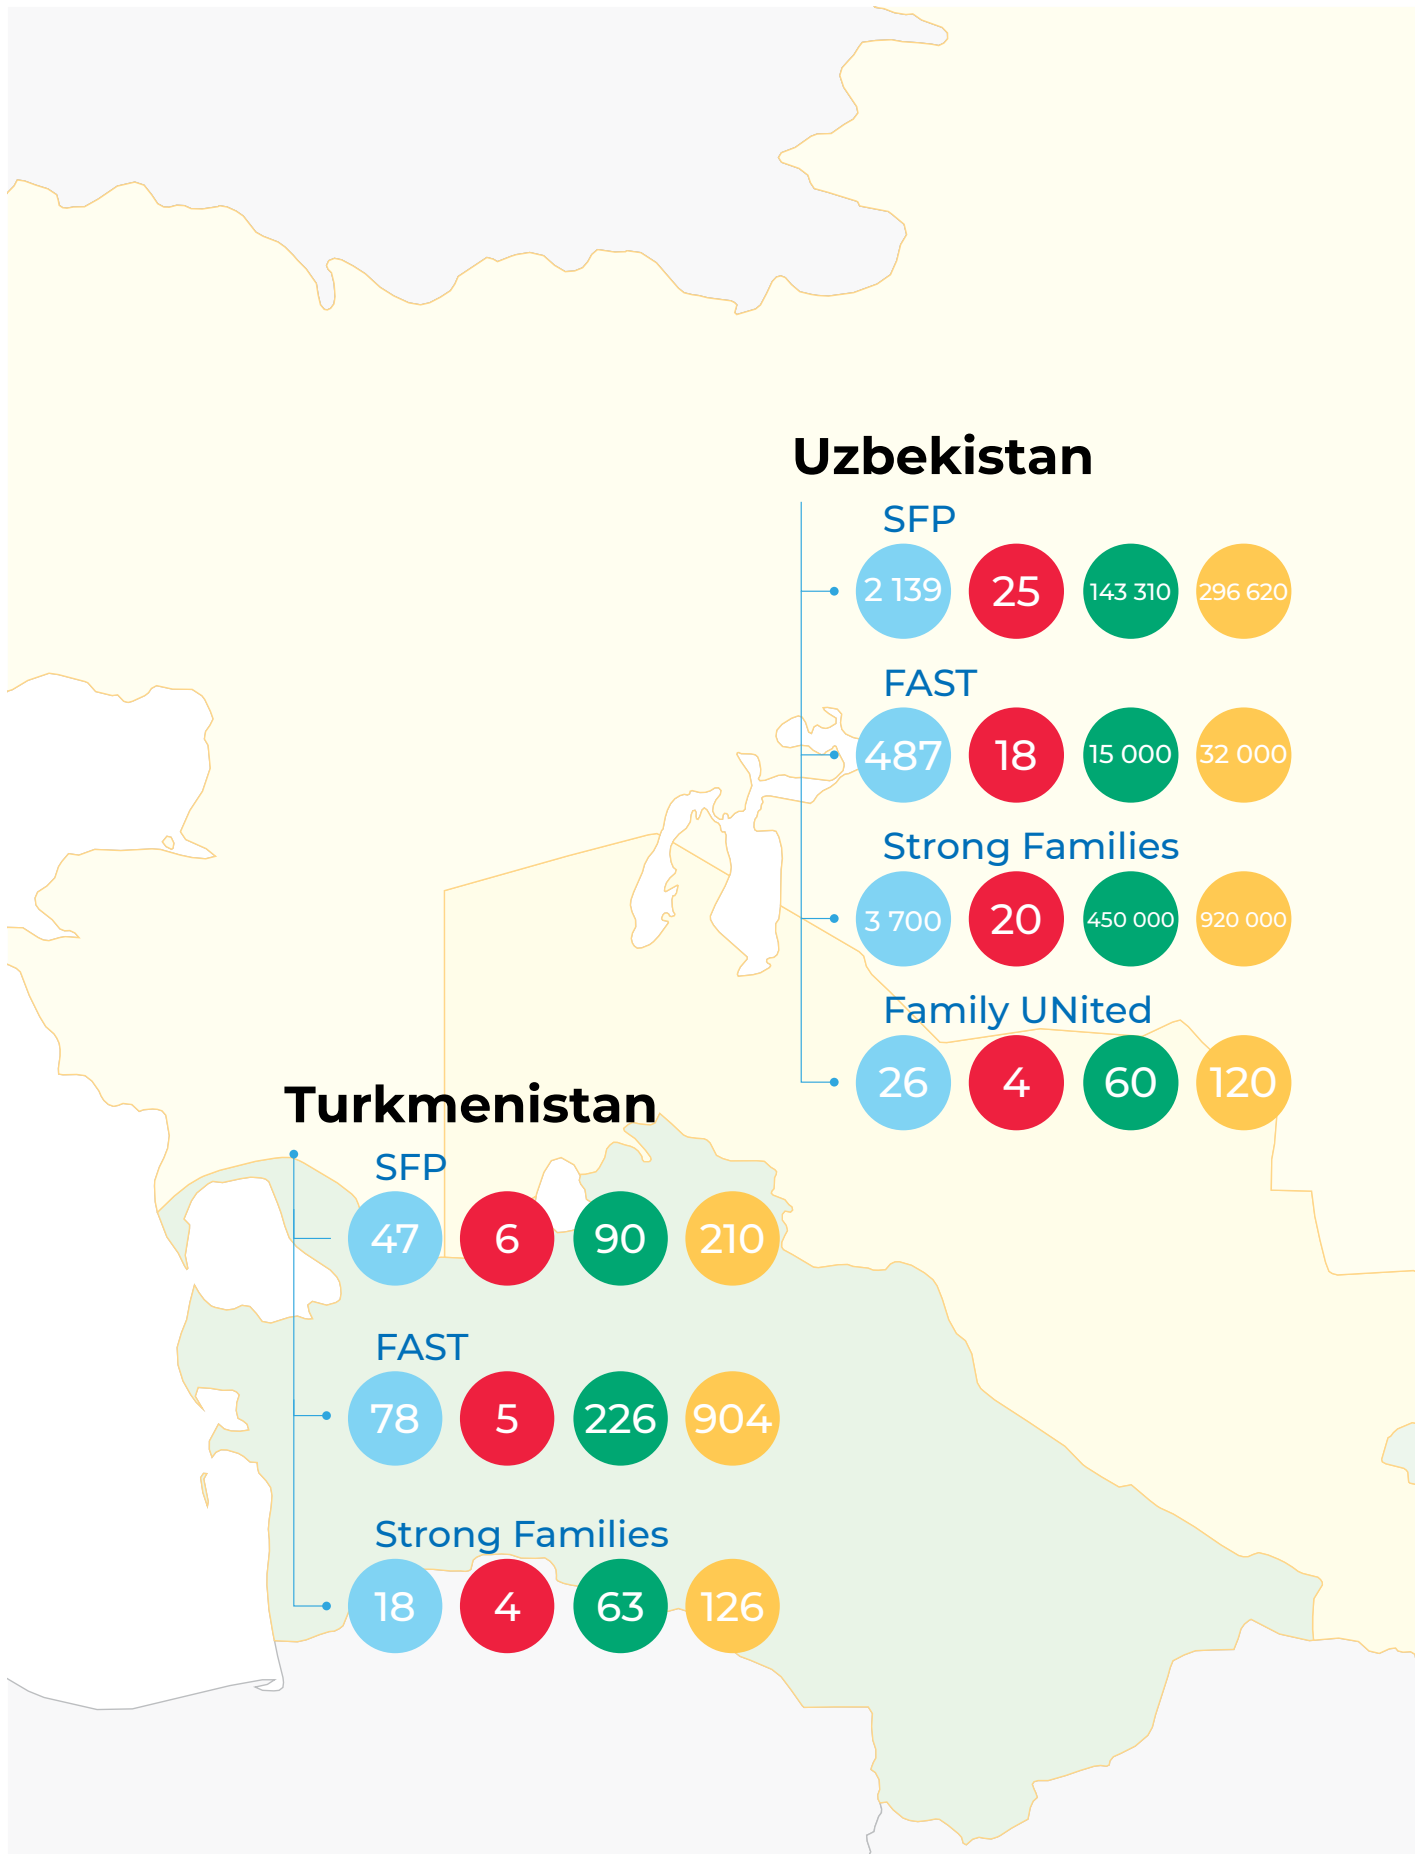 Uzbekistan
SFP
2 139 25 143 310 296 620
FAST
487 18 15 000 32 000
Strong Families
3 700 20 450 000 920 000
Family UNited
26 4 60 120
Turkmenistan
SFP
47 6 90 210
FAST
78 5 226 904
Strong Families
18 4 63 126